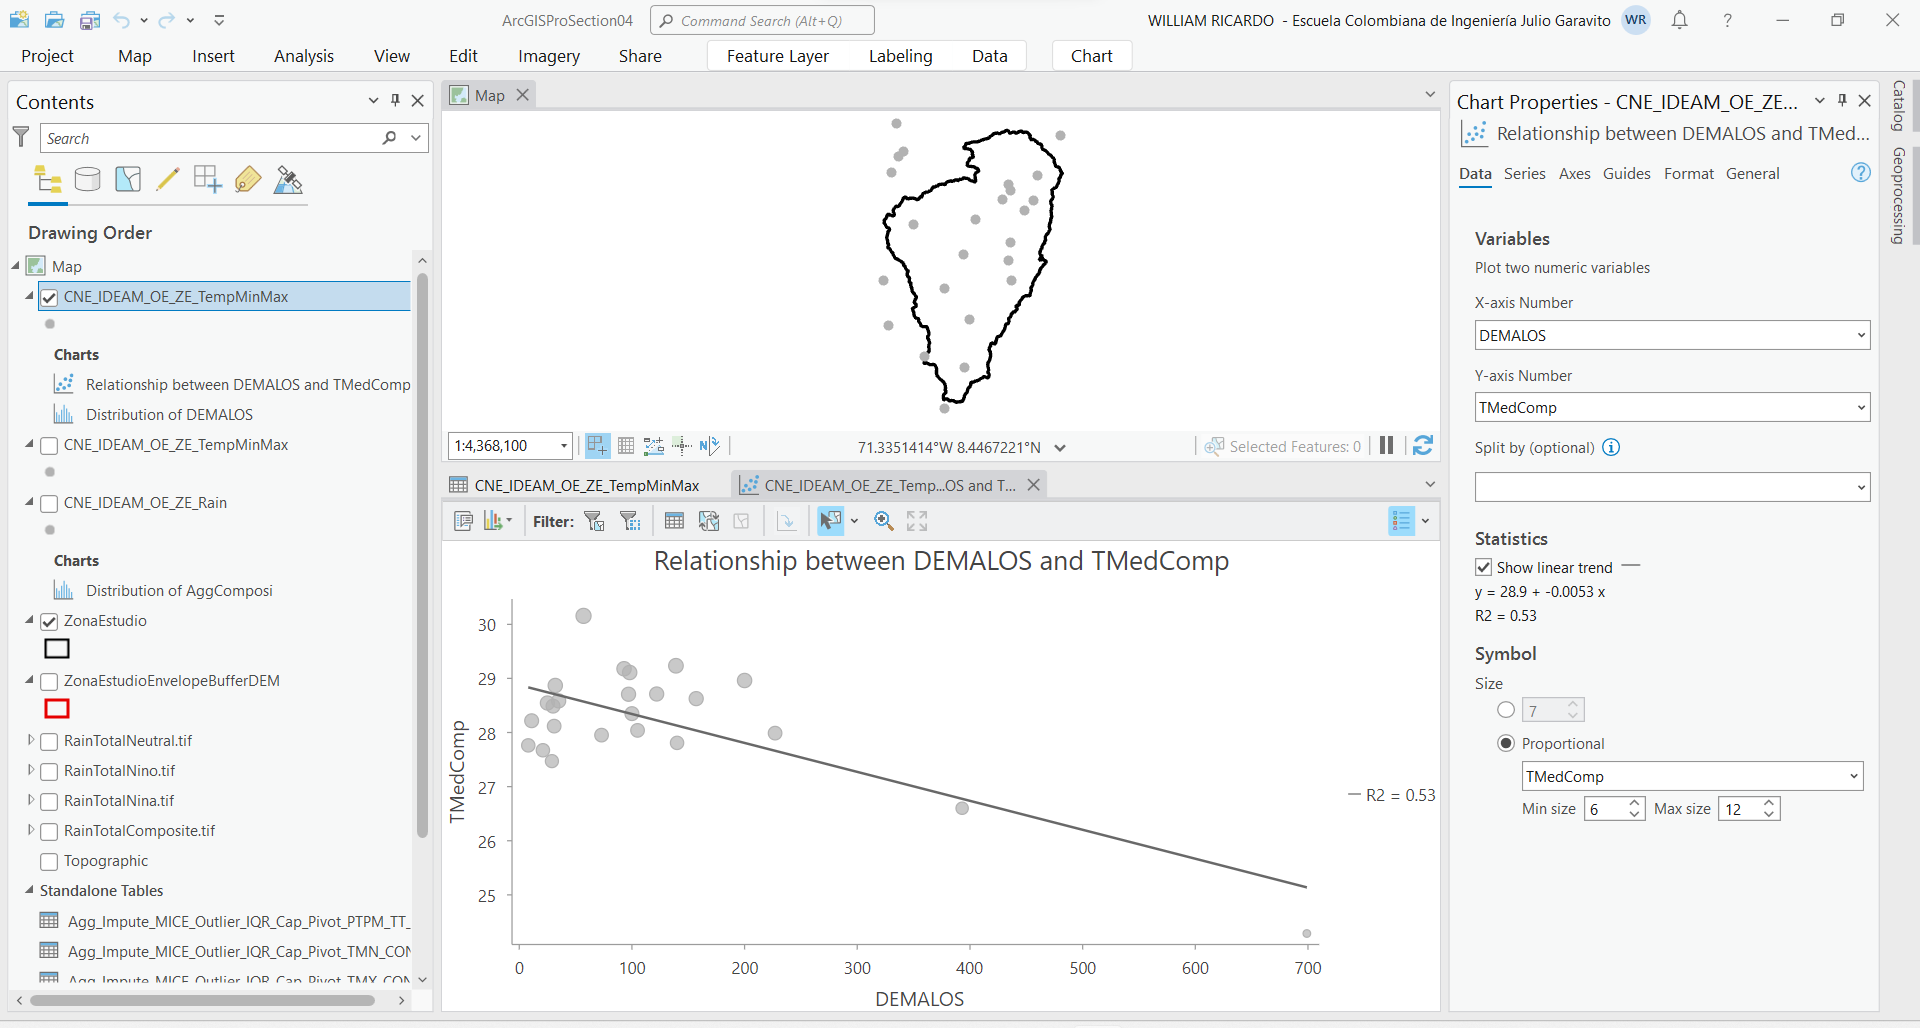 ArcGISProSection04
Command Search (Alt+Q)
WILLIAM RICARDO - Escuela Colombiana de Ingeniería Julio Garavito
WR
?
Project
Map
Insert
Analysis
View
Edit
Imagery
Share
Feature Layer
Labeling
Data
Chart
Contents
Search
Drawing Order
Map
CNE_IDEAM_OE_ZE_TempMinMax
Charts
Relationship between DEMALOS and TMedComp
Distribution of DEMALOS
CNE_IDEAM_OE_ZE_TempMinMax
CNE_IDEAM_OE_ZE_Rain
Charts
Distribution of AggComposi
ZonaEstudio
ZonaEstudioEnvelopeBufferDEM
RainTotalNeutral.tif
RainTotalNino.tif
RainTotalNina.tif
RainTotalComposite.tif
Topographic
Standalone Tables
Agg_Impute_MICE_Outlier_IQR_Cap_Pivot_PTPM_TT_
Agg_Impute_MICE_Outlier_IQR_Cap_Pivot_TMN_CON
Agg_Impute_MICE_Outlier_IQR_Cap_Pivot_TMX_CON
Map
1:4,368,100
71.3351414°W 8.4467221°N
Selected Features: 0
CNE_IDEAM_OE_ZE_TempMinMax
CNE_IDEAM_OE_ZE_Temp...OS and T...
Filter:
Relationship between DEMALOS and TMedComp
TMedComp
30
29
28
27
26
25
0
100
200
300
400
500
600
700
DEMALOS
R2 = 0.53
Chart Properties - CNE_IDEAM_OE_ZE...
Relationship between DEMALOS and TMed...
Data
Series
Axes
Guides
Format
General
?
Variables
Plot two numeric variables
X-axis Number
DEMALOS
Y-axis Number
TMedComp
Split by (optional)
Statistics
Show linear trend
y = 28.9 + -0.0053 x
R2 = 0.53
Symbol
Size
7
Proportional
TMedComp
Min size 6 Max size 12
Catalog
Geoprocessing